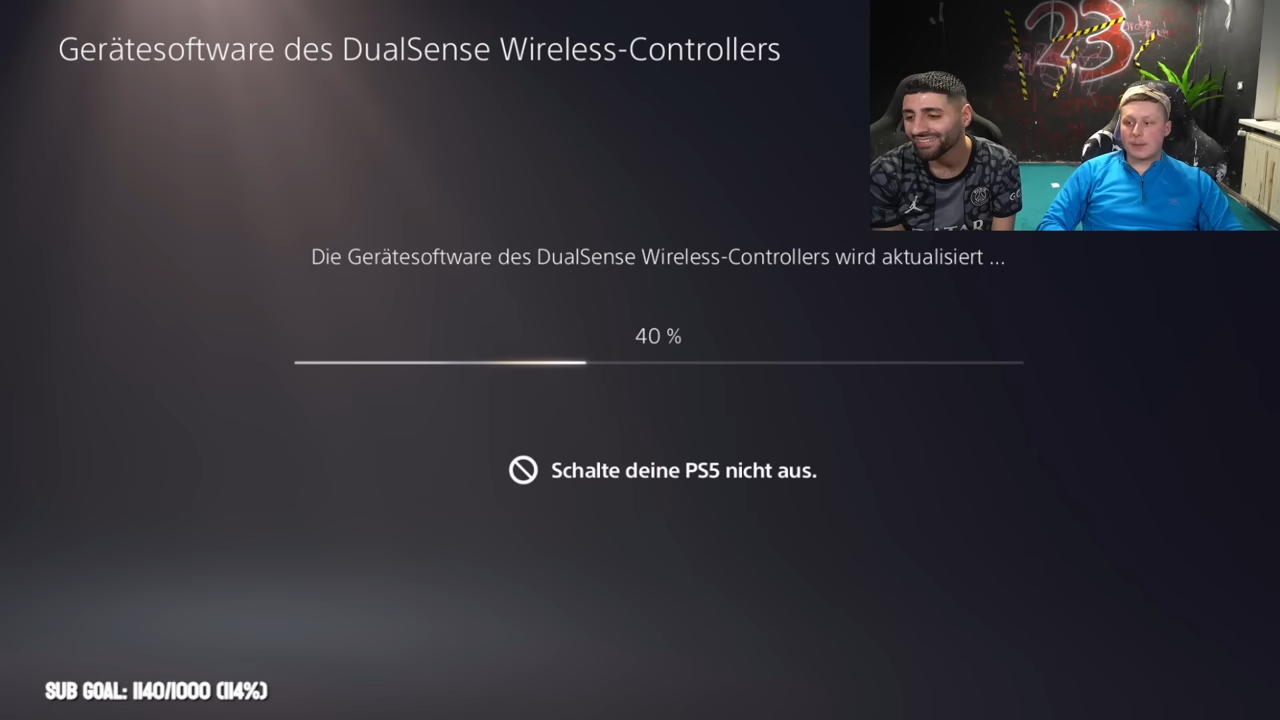 Gerätesoftware des DualSense Wireless-Controllers
23
Die Gerätesoftware des DualSense Wireless-Controllers wird aktualisiert ...
40 %
Schalte deine PS5 nicht aus.
SUB GOAL: 1140/1000 (114%)